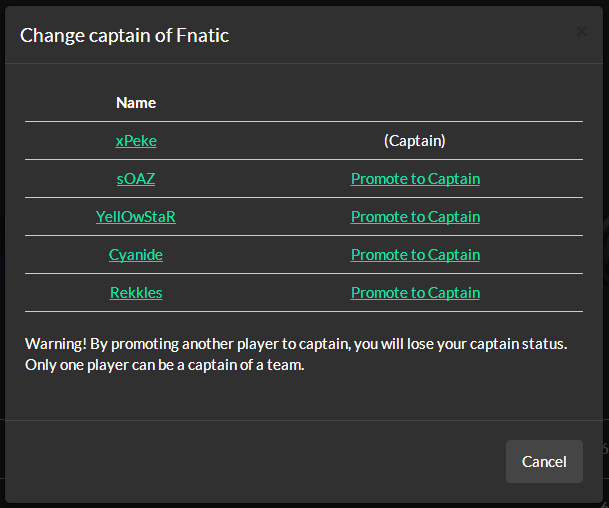 Change captain of Fnatic
×
Name
xPeke (Captain)
sOAZ Promote to Captain
YellOwStaR Promote to Captain
Cyanide Promote to Captain
Rekkles Promote to Captain
Warning! By promoting another player to captain, you will lose your captain status.
Only one player can be a captain of a team.
Cancel